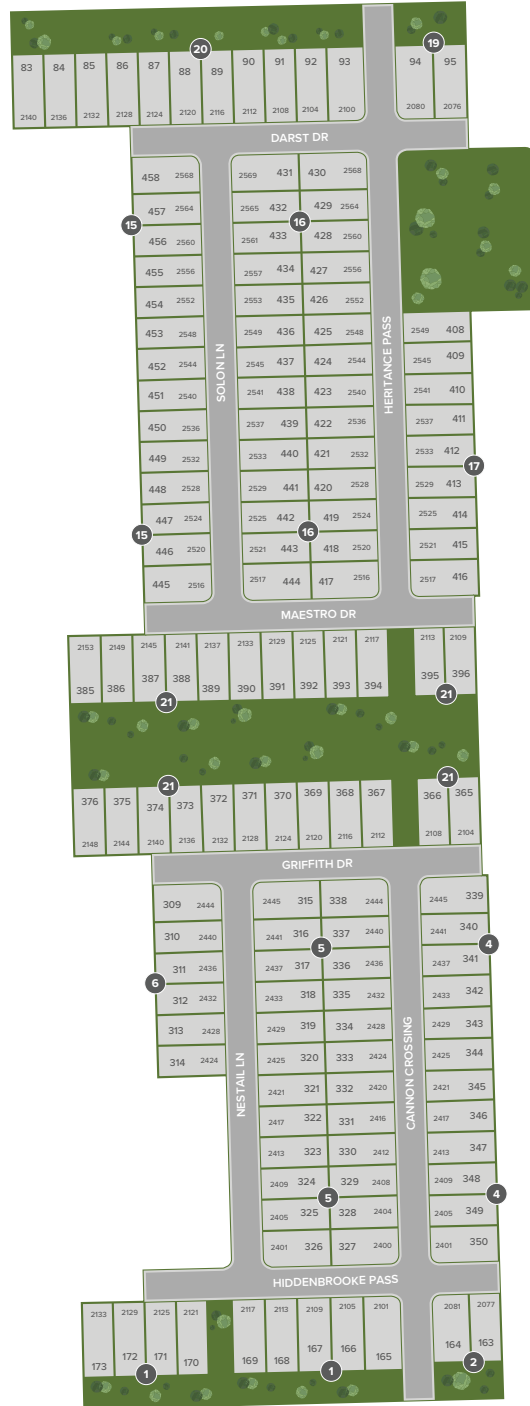 20
19
83 84 85 86 87 88 89 90 91 92 93 94 95
2140 2136 2132 2128 2124 2120 2116 2112 2108 2104 2100 2080 2076
DARST DR
458 2568 2569 431 430 2568
457 2564 2565 432 429 2564
15
16
456 2560 2561 433 428 2560
455 2556 2557 434 427 2556
454 2552 2553 435 426 2552
453 2548 2549 436 425 2548 2549 408
452 2544 2545 437 424 2544 2545 409
451 2540 2541 438 423 2540 2541 410
450 2536 2537 439 422 2536 2537 411
449 2532 2533 440 421 2532 2533 412
17
448 2528 2529 441 420 2528 2529 413
447 2524 2525 442 419 2524 2525 414
15
16
446 2520 2521 443 418 2520 2521 415
445 2516 2517 444 417 2516 2517 416
SOLON LN
HERITANCE PASS
MAESTRO DR
2153 2149 2145 2141 2137 2133 2129 2125 2121 2117 2113 2109
385 386 387 388 389 390 391 392 393 394 395 396
21
21
21
21
376 375 374 373 372 371 370 369 368 367 366 365
2148 2144 2140 2136 2132 2128 2124 2120 2116 2112 2108 2104
GRIFFITH DR
309 2444 2445 315 338 2444 2445 339
310 2440 2441 316 337 2440 2441 340
5
4
311 2436 2437 317 336 2436 2437 341
6
312 2432 2433 318 335 2432 2433 342
313 2428 2429 319 334 2428 2429 343
314 2424 2425 320 333 2424 2425 344
2421 321 332 2420 2421 345
2417 322 331 2416 2417 346
2413 323 330 2412 2413 347
2409 324 329 2408 2409 348
5
4
2405 325 328 2404 2405 349
2401 326 327 2400 2401 350
NESTAIL LN
CANNON CROSSING
HIDDENBROOKE PASS
2133 2129 2125 2121 2117 2113 2109 2105 2101 2081 2077
173 172 171 170 169 168 167 166 165 164 163
1
1
2